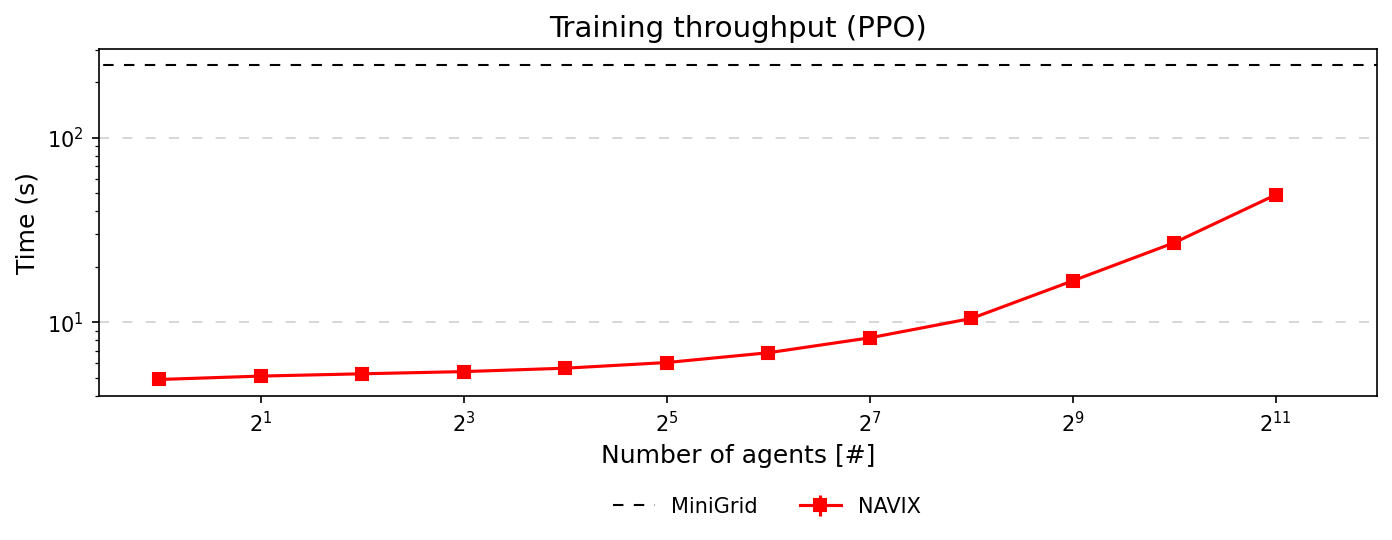 Training throughput (PPO)
Time (s)
10²
10¹
2¹ 2³ 2⁵ 2⁷ 2⁹ 2¹¹
Number of agents [#]
MiniGrid NAVIX